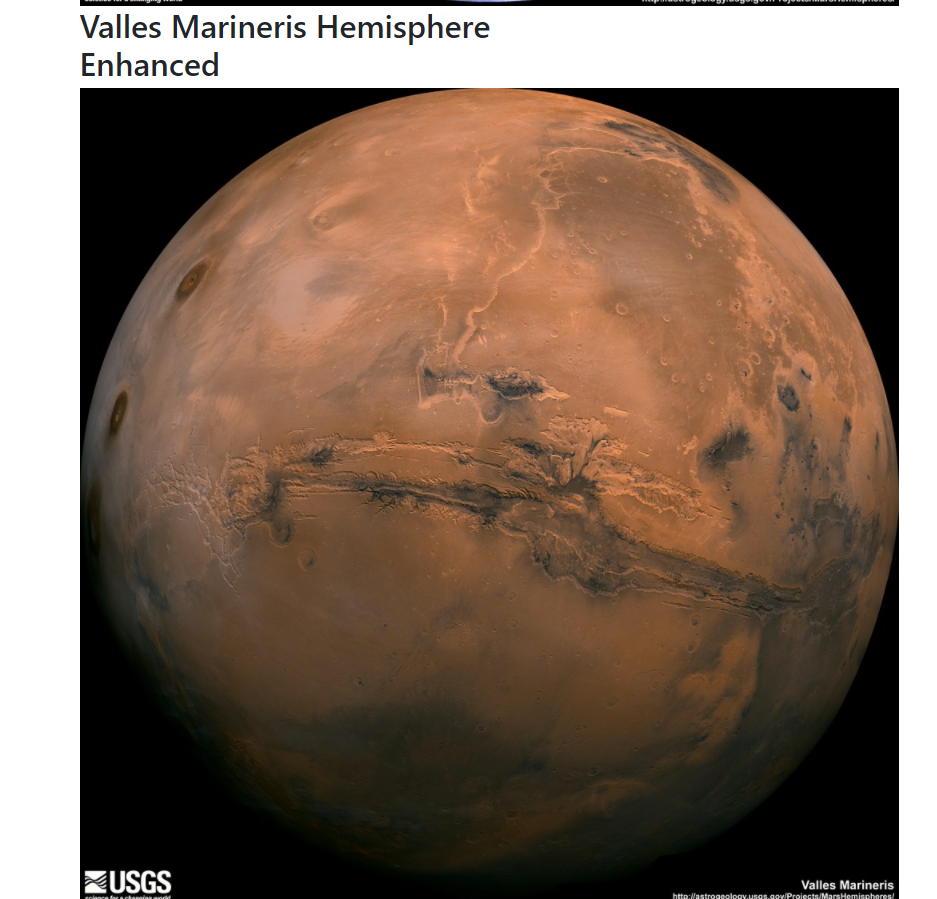 science for a changing world
http://astrogeology.usgs.gov/Projects/MarsHemispheres/
Valles Marineris Hemisphere
Enhanced
USGS
science for a changing world
Valles Marineris
http://astrogeology.usgs.gov/Projects/MarsHemispheres/